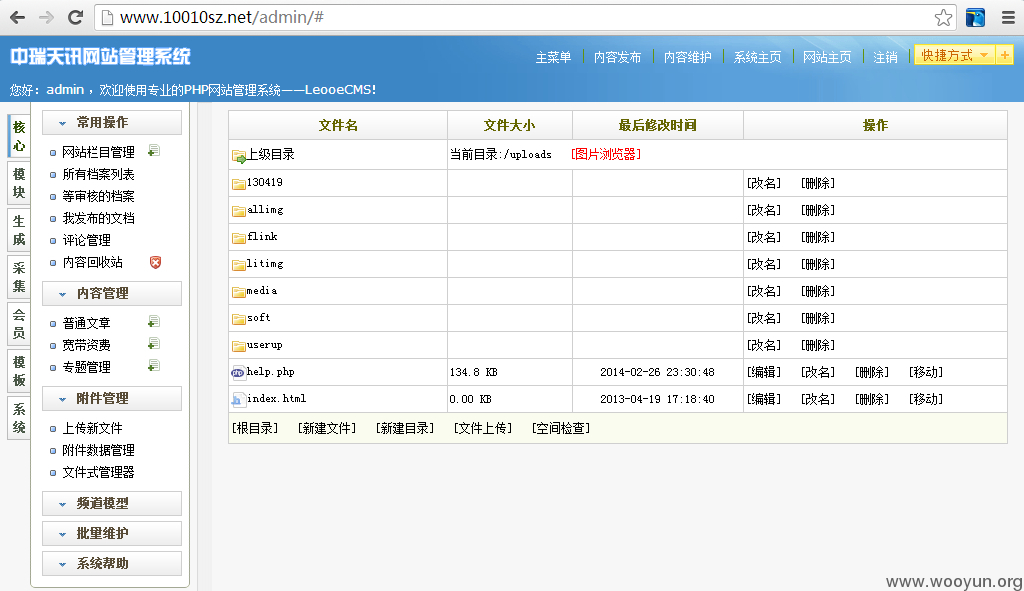 www.10010sz.net/admin/#
中瑞天讯网站管理系统
主菜单 内容发布 内容维护 系统主页 网站主页 注销 快捷方式 +
您好：admin ，欢迎使用专业的PHP网站管理系统——LeooeCMS!
核心
模块
生成
采集
会员
模板
系统
常用操作
网站栏目管理
所有档案列表
等审核的档案
我发布的文档
评论管理
内容回收站
内容管理
普通文章
宽带资费
专题管理
附件管理
上传新文件
附件数据管理
文件式管理器
频道模型
批量维护
系统帮助
文件名 文件大小 最后修改时间 操作
上级目录 当前目录:/uploads [图片浏览器]
130419 [改名] [删除]
allimg [改名] [删除]
flink [改名] [删除]
litimg [改名] [删除]
media [改名] [删除]
soft [改名] [删除]
userup [改名] [删除]
help.php 134.8 KB 2014-02-26 23:30:48 [编辑] [改名] [删除] [移动]
index.html 0.00 KB 2013-04-19 17:18:40 [编辑] [改名] [删除] [移动]
[根目录] [新建文件] [新建目录] [文件上传] [空间检查]
www.wooyun.org